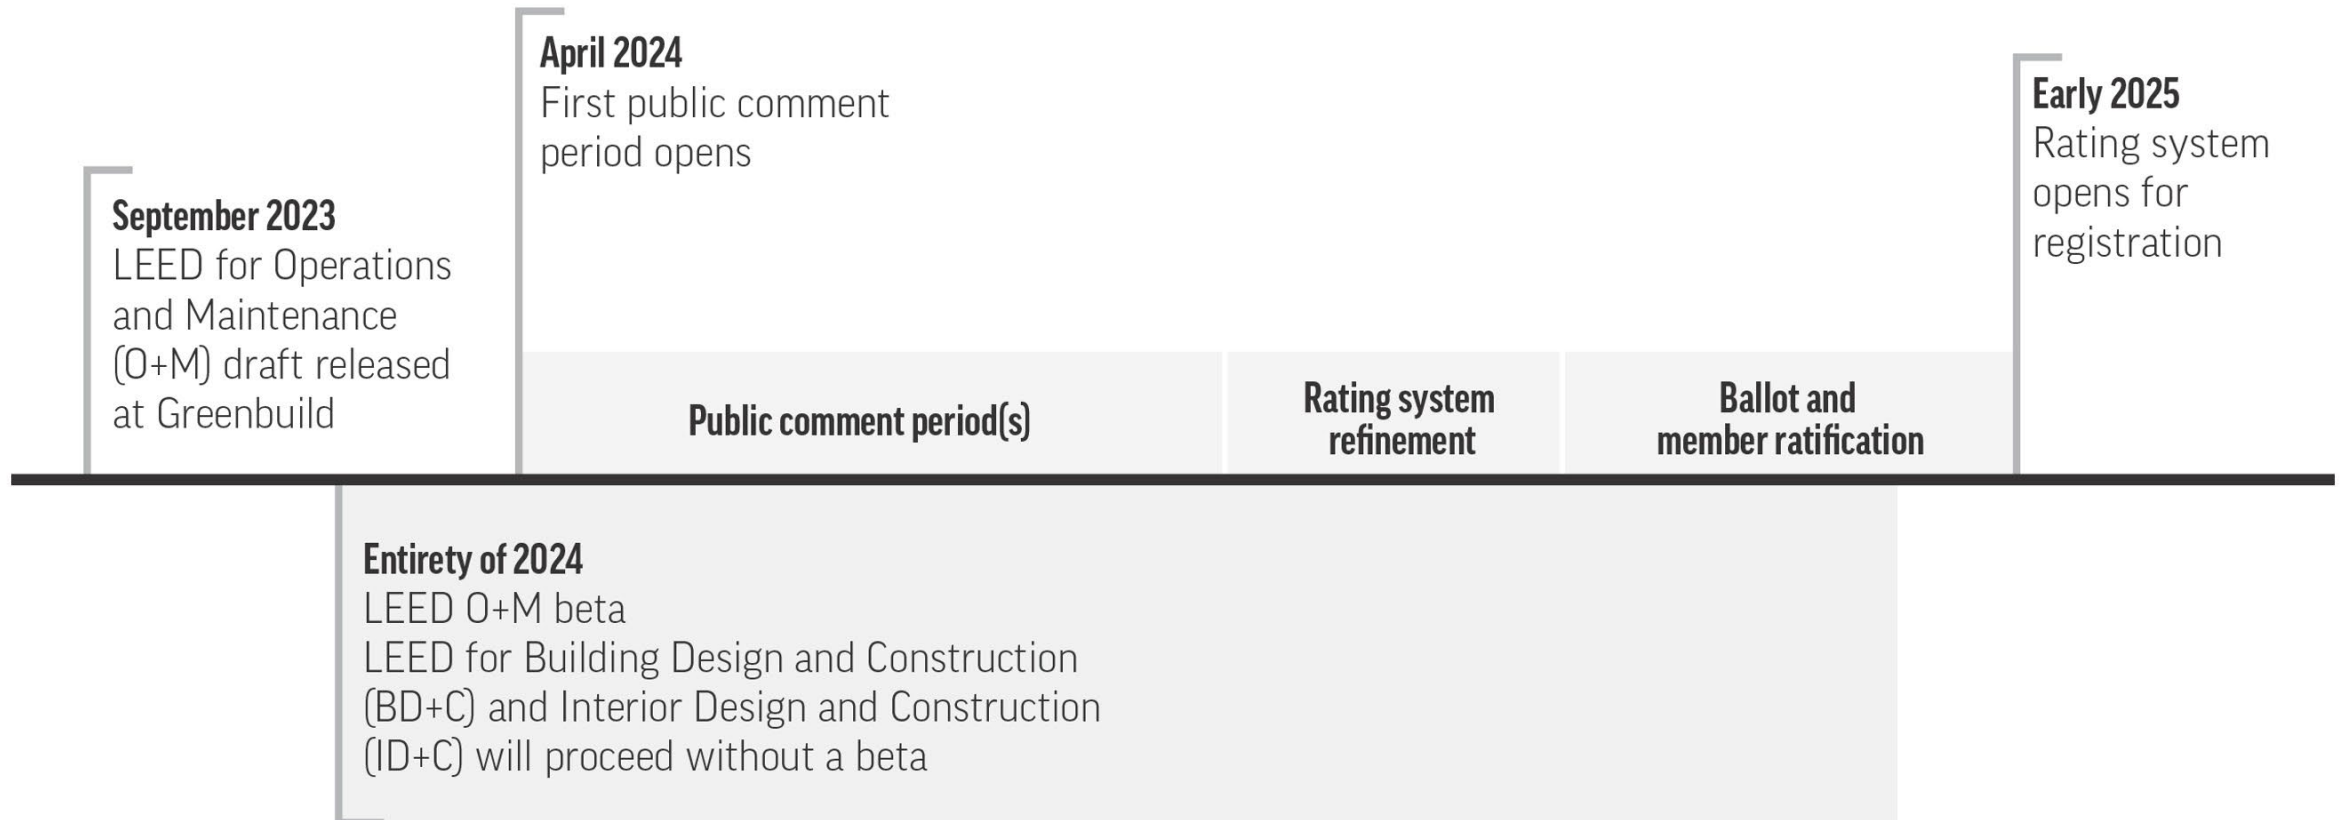 April 2024
First public comment
period opens
Early 2025
Rating system
opens for
registration
September 2023
LEED for Operations
and Maintenance
(O+M) draft released
at Greenbuild
Public comment period(s)
Rating system
refinement
Ballot and
member ratification
Entirety of 2024
LEED O+M beta
LEED for Building Design and Construction
(BD+C) and Interior Design and Construction
(ID+C) will proceed without a beta